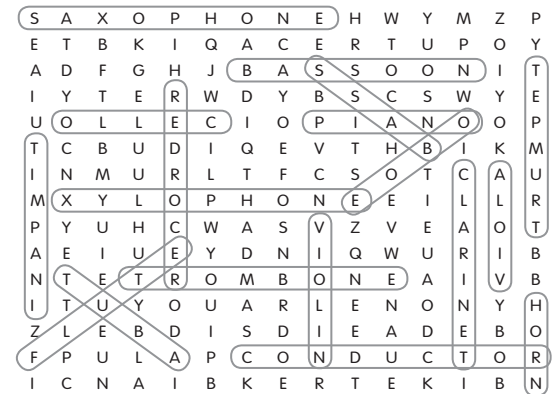 S A X O P H O N E H W Y M Z P
E T B K I Q A C E R T U P O Y
A D F G H J B A S S O O N I T
I Y T E R W D Y B S C S W Y E
U O L L E C I O P I A N O O P
T C B U D I Q E V T H B I K M
I N M U R L T F C S O T C A U
M X Y L O P H O N E E I L L R
P Y U H C W A S V Z V E A O T
A E I U E Y D N I Q W U R I B
N T E T R O M B O N E A I V B
I T U Y O U A R L E N O N Y H
Z L E B D I S D I E A D E B O
F P U L A P C O N D U C T O R
I C N A I B K E R T E K I B N